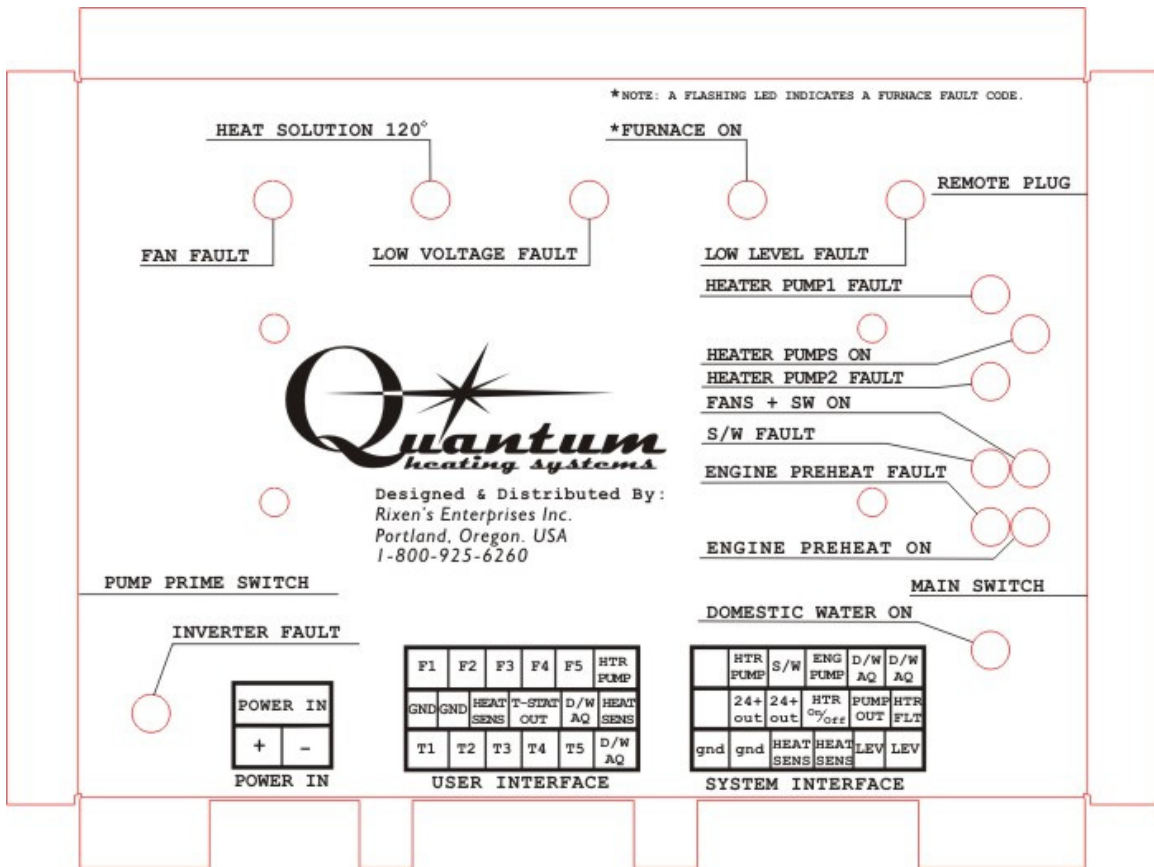 *NOTE: A FLASHING LED INDICATES A FURNACE FAULT CODE.
HEAT SOLUTION 120°
*FURNACE ON
REMOTE PLUG
FAN FAULT
LOW VOLTAGE FAULT
LOW LEVEL FAULT
HEATER PUMP1 FAULT
HEATER PUMPS ON
HEATER PUMP2 FAULT
FANS + SW ON
S/W FAULT
ENGINE PREHEAT FAULT
ENGINE PREHEAT ON
Quantum
heating systems
Designed & Distributed By:
Rixen's Enterprises Inc.
Portland, Oregon. USA
1-800-925-6260
PUMP PRIME SWITCH
MAIN SWITCH
DOMESTIC WATER ON
INVERTER FAULT
POWER IN
+ -
POWER IN
F1 F2 F3 F4 F5 HTR PUMP
GND GND HEAT SENS T-STAT OUT D/W AQ HEAT SENS
T1 T2 T3 T4 T5 D/W AQ
USER INTERFACE
HTR PUMP S/W ENG PUMP D/W AQ D/W AQ
24+ out 24+ out HTR On/Off PUMP OUT HTR FLT
gnd gnd HEAT SENS HEAT SENS LEV LEV
SYSTEM INTERFACE